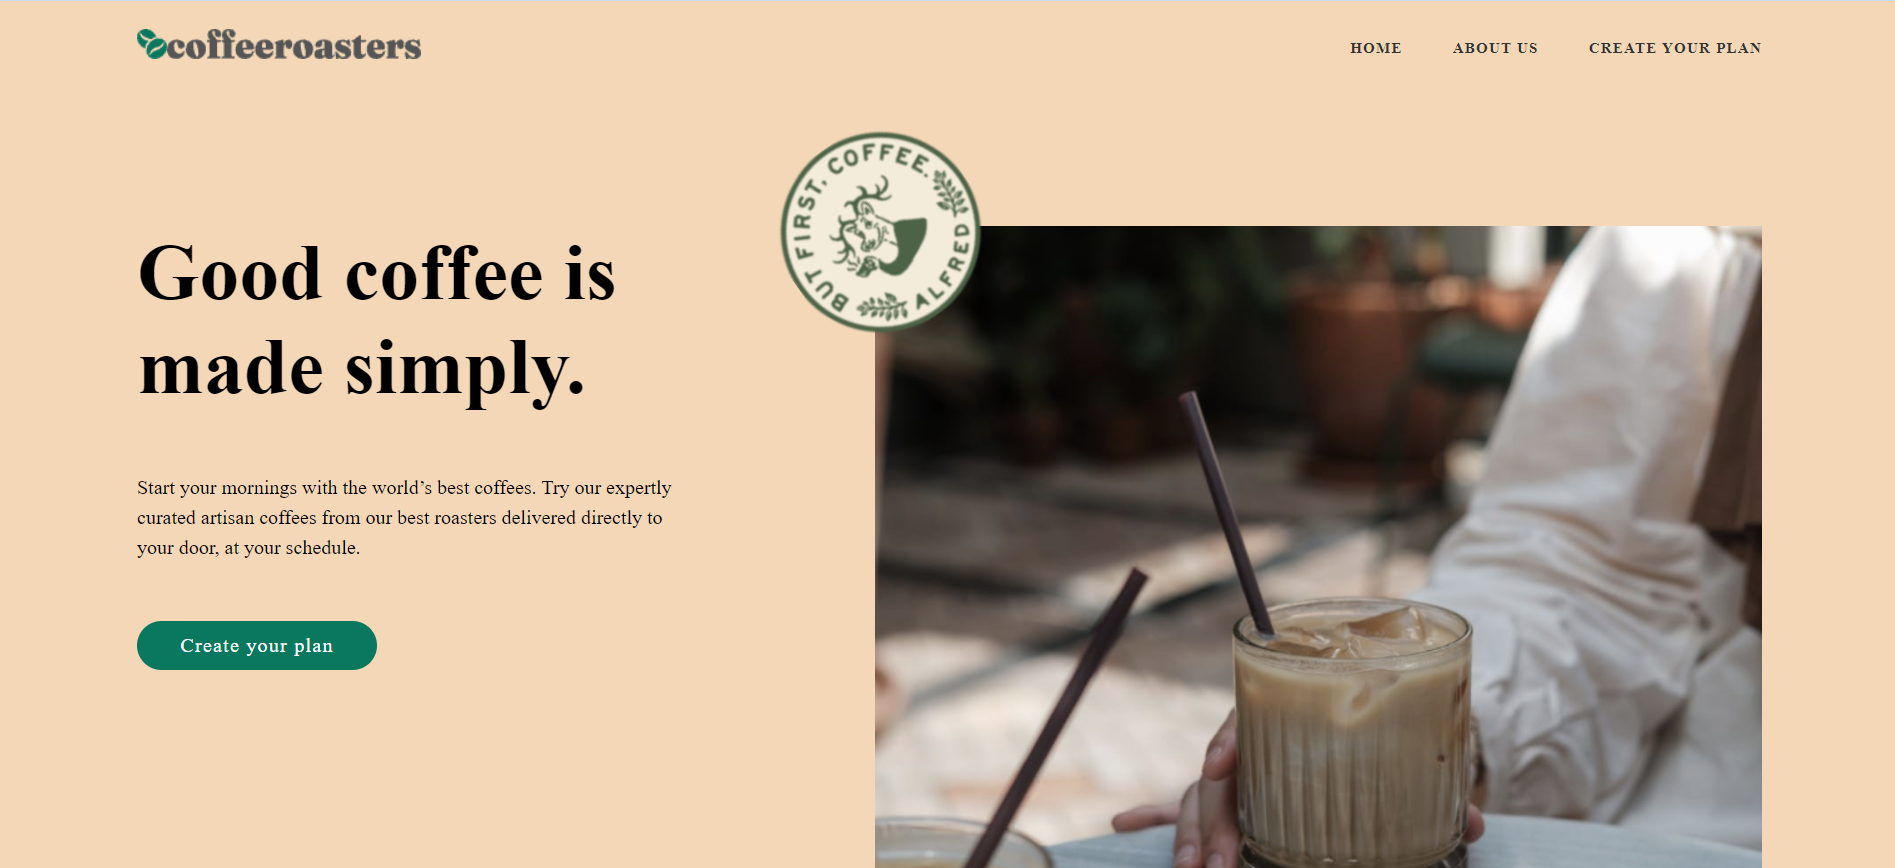 coffeeroasters
HOME
ABOUT US
CREATE YOUR PLAN
BUT FIRST, COFFEE.
ALFRED
Good coffee is
made simply.
Start your mornings with the world’s best coffees. Try our expertly
curated artisan coffees from our best roasters delivered directly to
your door, at your schedule.
Create your plan